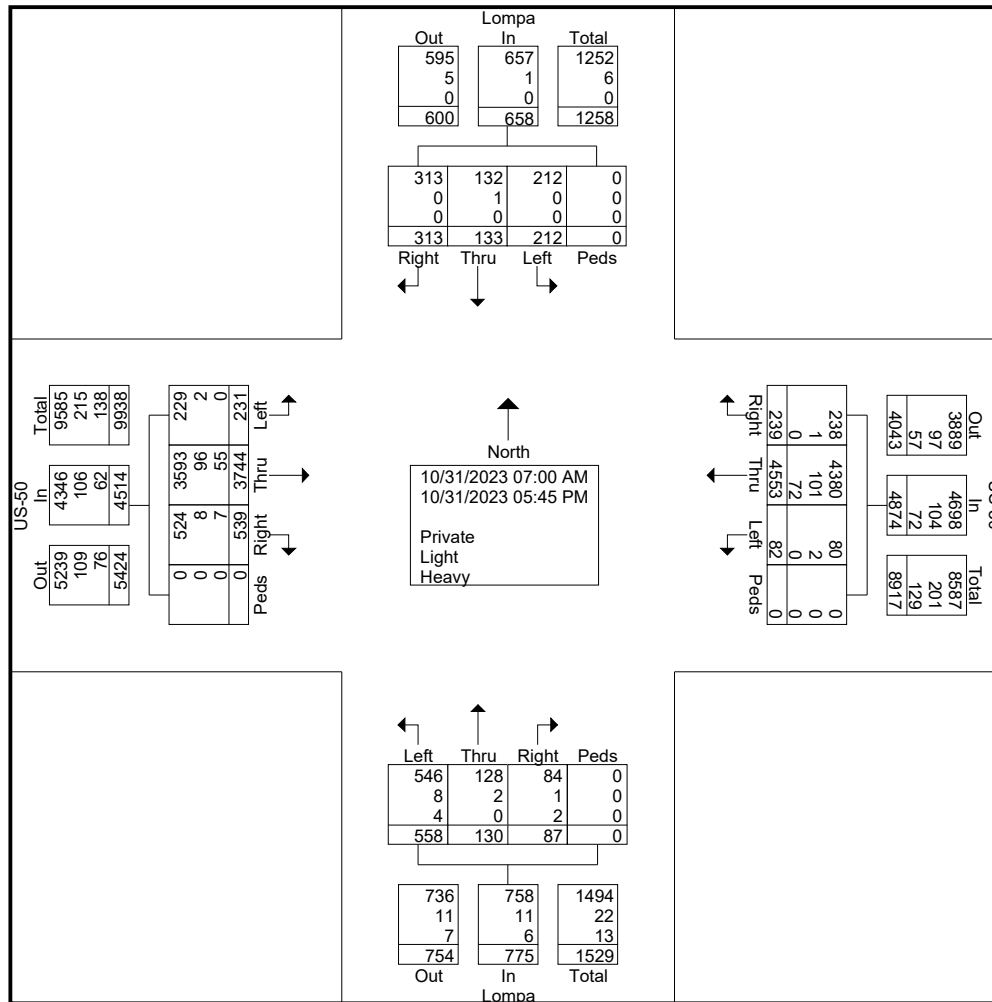 Lompa
Out In Total
595 657 1252
5 1 6
0 0 0
600 658 1258
313 132 212 0
0 1 0 0
0 0 0 0
313 133 212 0
Right Thru Left Peds
US-50
Total In Out
9585 4346 5239
215 106 109
138 62 76
9938 4514 5424
229 3593 524 0
2 96 8 0
0 55 7 0
231 3744 539 0
Left Thru Right Peds
North
10/31/2023 07:00 AM
10/31/2023 05:45 PM
Private
Light
Heavy
Right Thru Left Peds
238 4380 80 0
1 101 2 0
0 72 0 0
239 4553 82 0
Out In Total
3889 4698 8587
97 104 201
57 72 129
4043 4874 8917
Left Thru Right Peds
546 128 84 0
8 2 1 0
4 0 2 0
558 130 87 0
736 758 1494
11 11 22
7 6 13
754 775 1529
Out In Total
Lompa